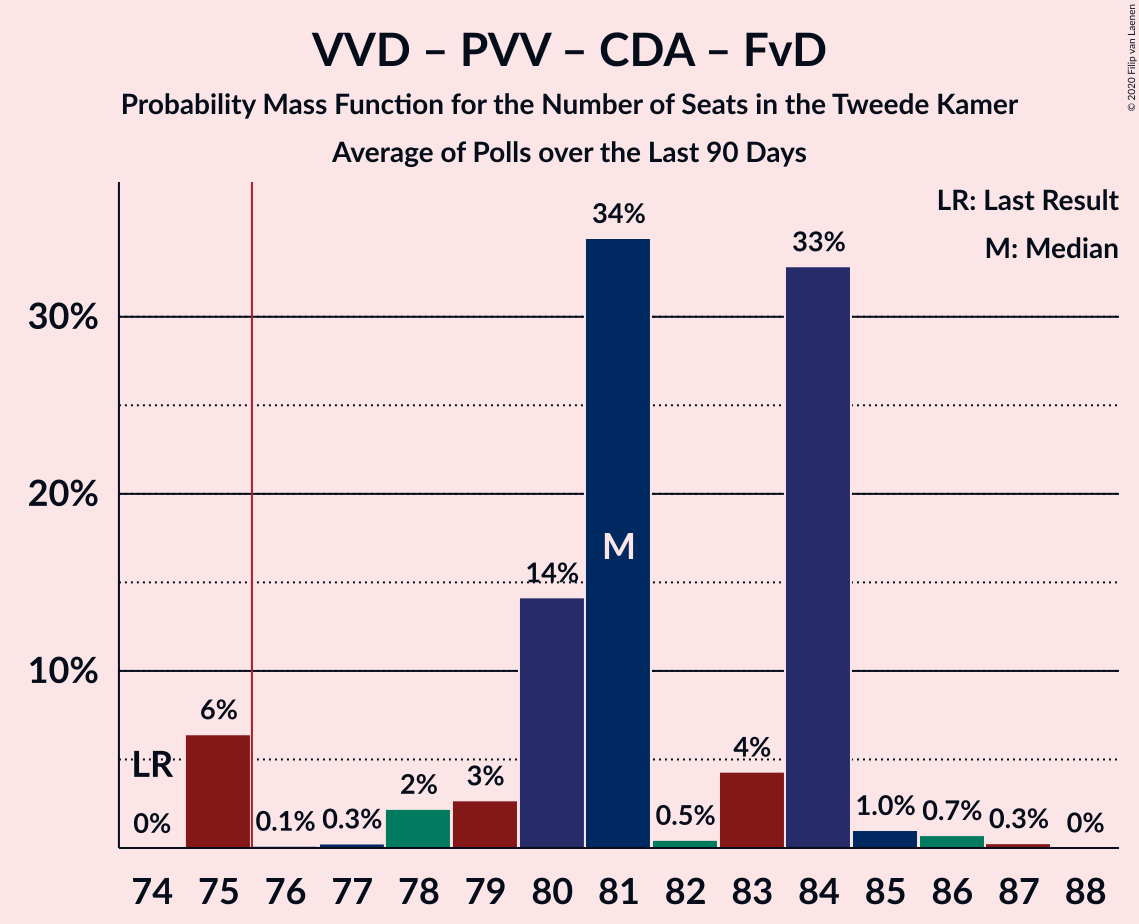 VVD – PVV – CDA – FvD
Probability Mass Function for the Number of Seats in the Tweede Kamer
Average of Polls over the Last 90 Days
© 2020 Filip van Laenen
LR: Last Result
M: Median
34%
33%
30%
20%
M
14%
10%
6%
LR
4%
3%
2%
0%
0.1%
0.3%
0.5%
1.0%
0.7%
0.3%
0%
74 75 76 77 78 79 80 81 82 83 84 85 86 87 88